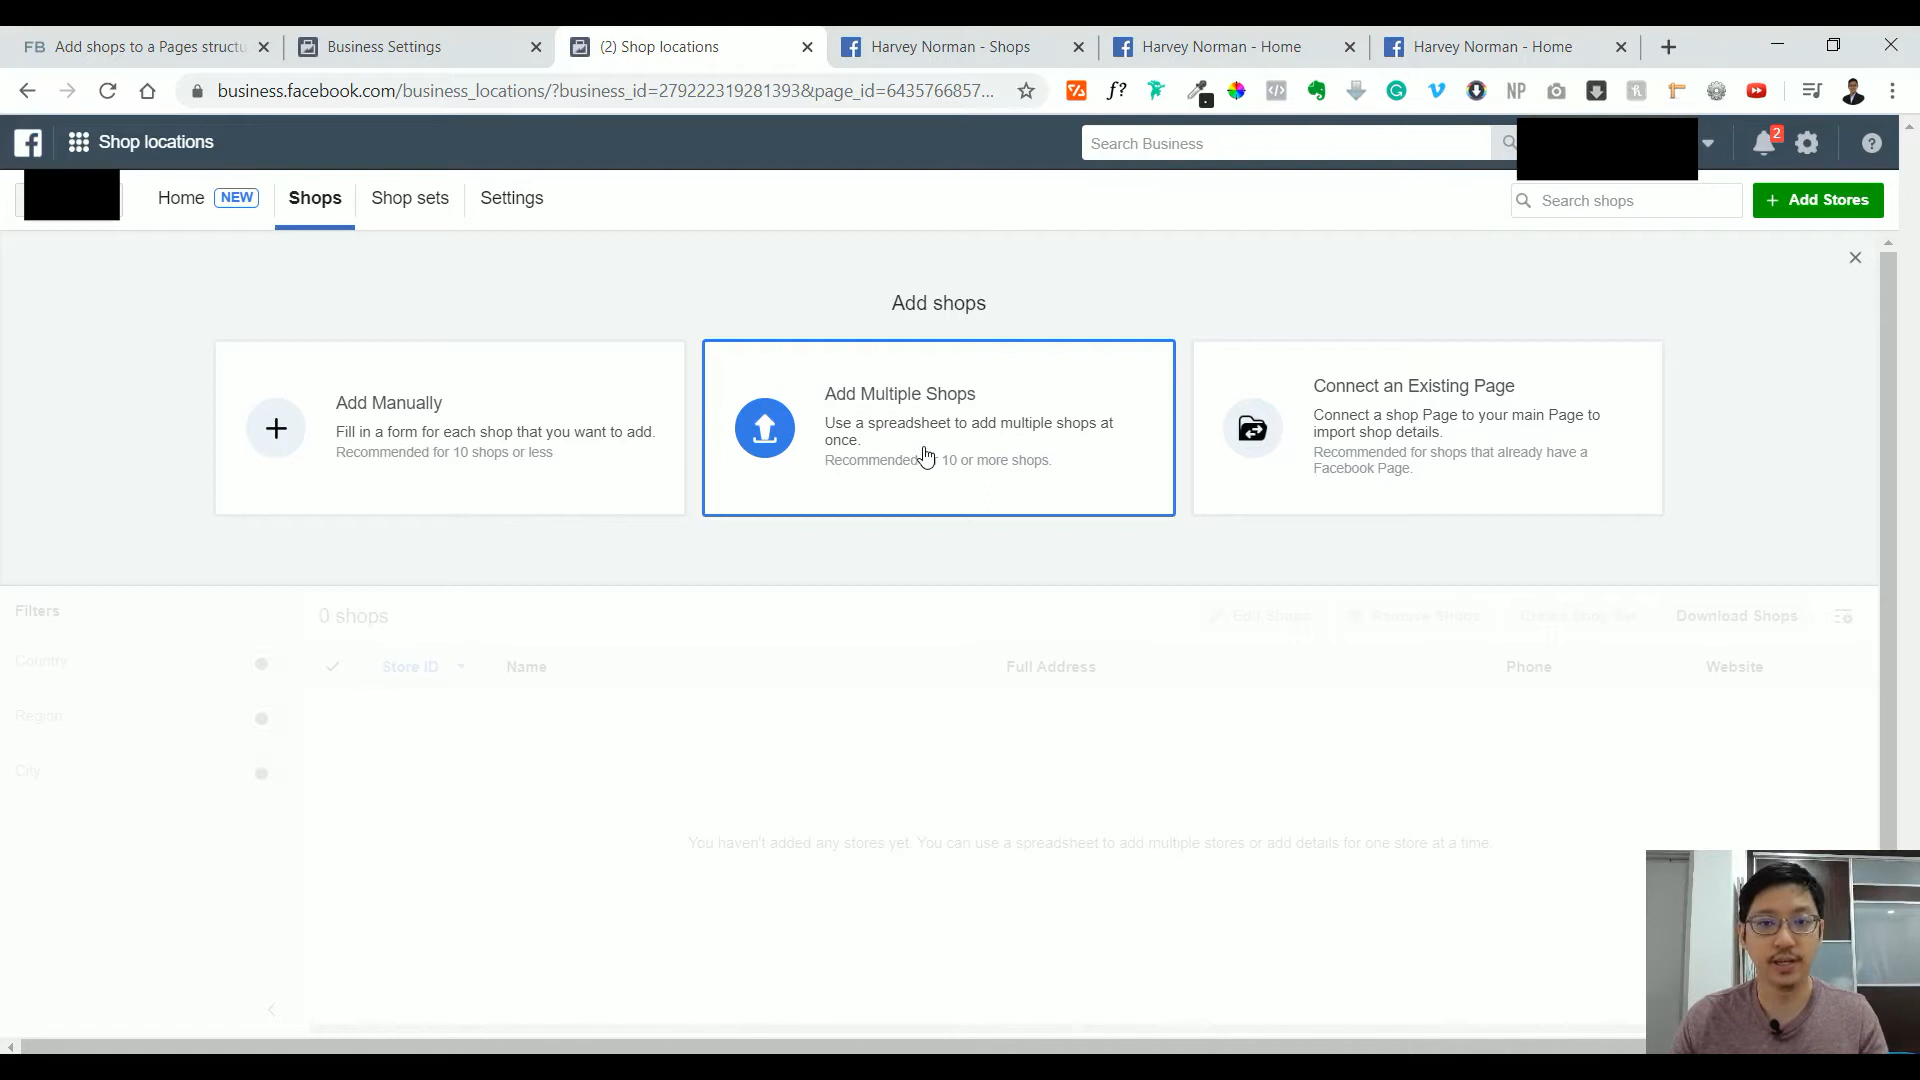 FB Add shops to a Pages structu
Business Settings
(2) Shop locations
Harvey Norman - Shops
Harvey Norman - Home
Harvey Norman - Home
business.facebook.com/business_locations/?business_id=279222319281393&page_id=6435766857...
f?
NP
Shop locations
Search Business
2
Home NEW
Shops
Shop sets
Settings
Search shops
+ Add Stores
Add shops
Add Manually
Fill in a form for each shop that you want to add.
Recommended for 10 shops or less
Add Multiple Shops
Use a spreadsheet to add multiple shops at
once.
Recommended 10 or more shops.
Connect an Existing Page
Connect a shop Page to your main Page to
import shop details.
Recommended for shops that already have a
Facebook Page.
Filters
0 shops
Edit Shops
Remove Shops
Create Shop Set
Download Shops
Country
Store ID
Name
Full Address
Phone
Website
Region
City
You haven't added any stores yet. You can use a spreadsheet to add multiple stores or add details for one store at a time.